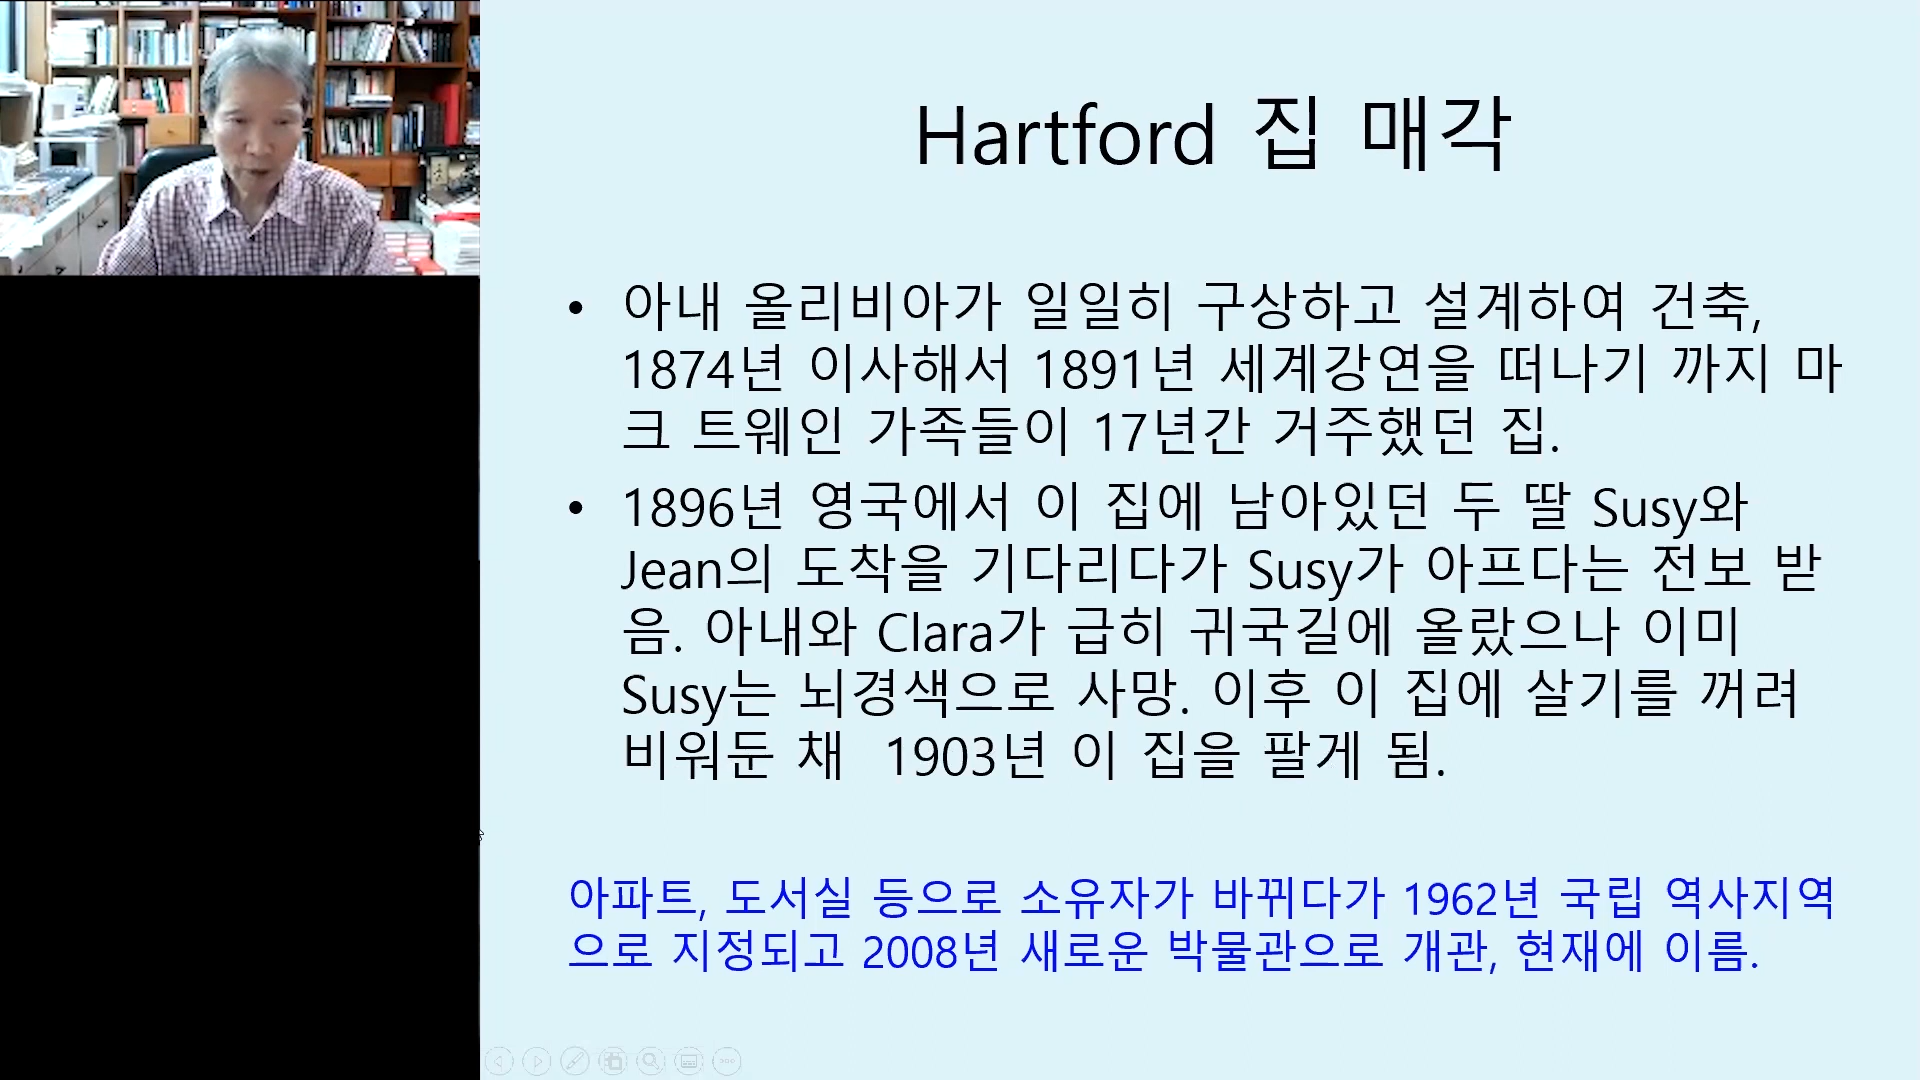 Hartford 집 매각
• 아내 올리비아가 일일히 구상하고 설계하여 건축,
1874년 이사해서 1891년 세계강연을 떠나기 까지 마
크 트웨인 가족들이 17년간 거주했던 집.
• 1896년 영국에서 이 집에 남아있던 두 딸 Susy와
Jean의 도착을 기다리다가 Susy가 아프다는 전보 받
음. 아내와 Clara가 급히 귀국길에 올랐으나 이미
Susy는 뇌경색으로 사망. 이후 이 집에 살기를 꺼려
비워둔 채 1903년 이 집을 팔게 됨.
아파트, 도서실 등으로 소유자가 바뀌다가 1962년 국립 역사지역
으로 지정되고 2008년 새로운 박물관으로 개관, 현재에 이름.